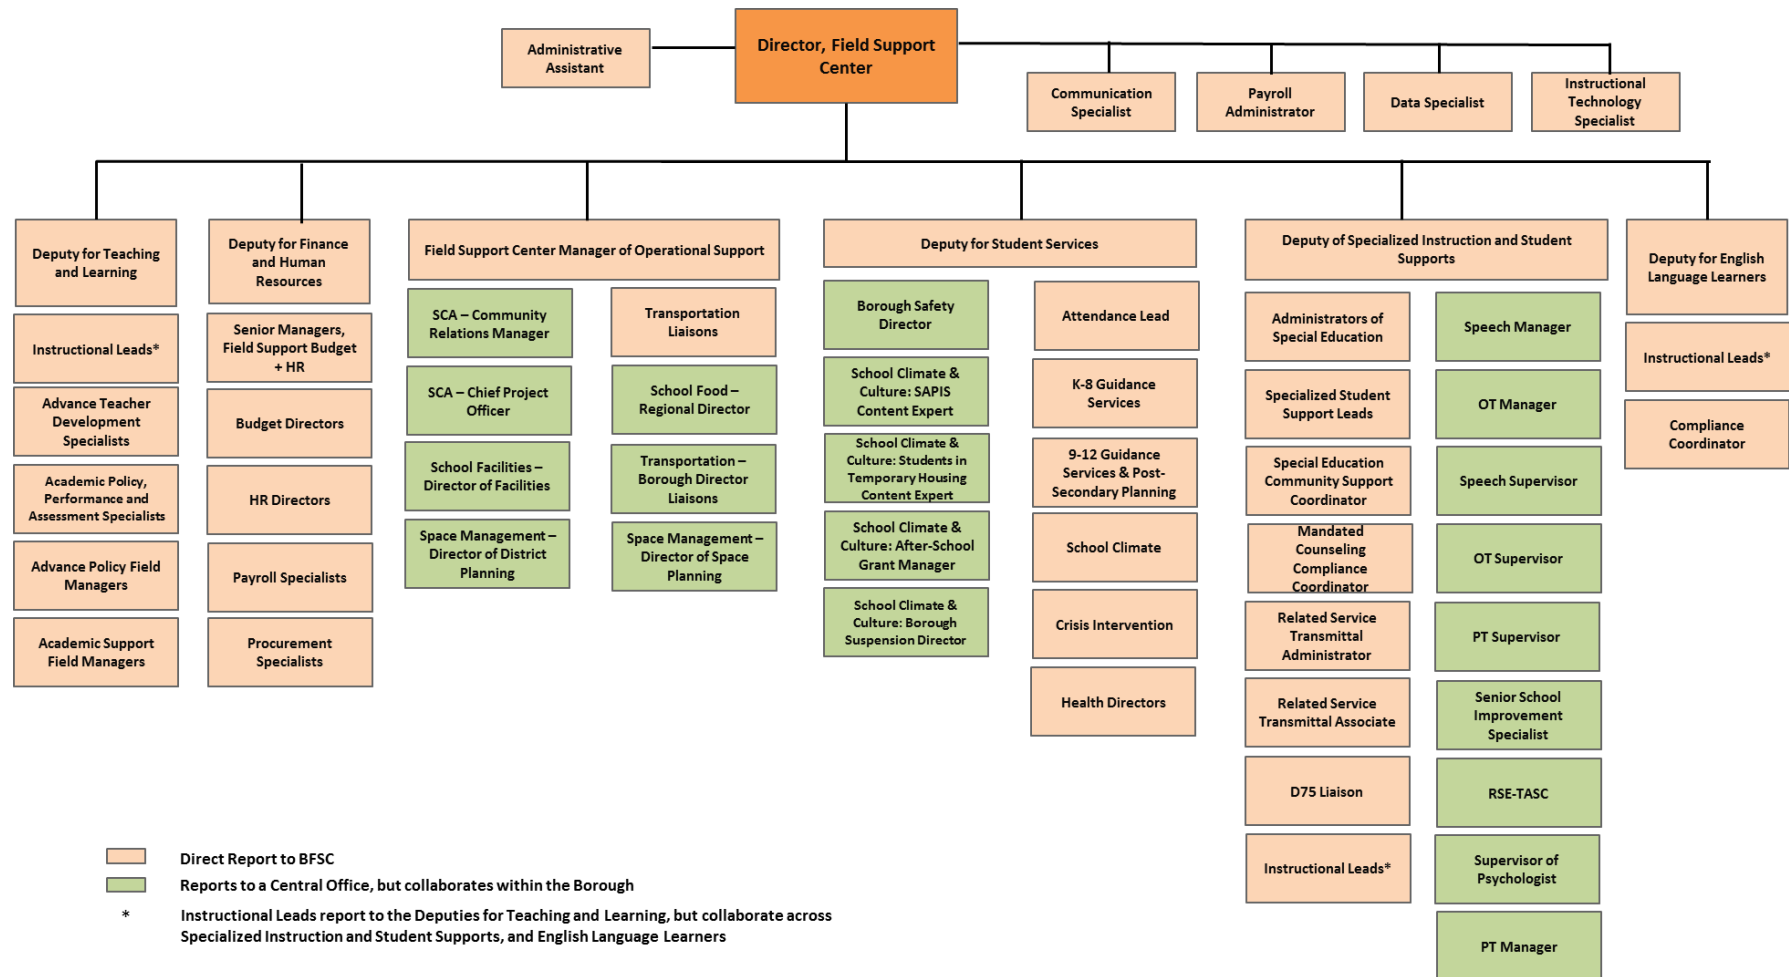 Administrative
Assistant
Director, Field Support
Center
Communication
Specialist
Payroll
Administrator
Data Specialist
Instructional
Technology
Specialist
Deputy for Teaching
and Learning
Instructional Leads*
Advance Teacher
Development
Specialists
Academic Policy,
Performance and
Assessment Specialists
Advance Policy Field
Managers
Academic Support
Field Managers
Deputy for Finance
and Human
Resources
Senior Managers,
Field Support Budget
+ HR
Budget Directors
HR Directors
Payroll Specialists
Procurement
Specialists
Field Support Center Manager of Operational Support
SCA – Community
Relations Manager
SCA – Chief Project
Officer
School Facilities –
Director of Facilities
Space Management –
Director of District
Planning
Transportation
Liaisons
School Food –
Regional Director
Transportation –
Borough Director
Liaisons
Space Management –
Director of Space
Planning
Deputy for Student Services
Borough Safety
Director
School Climate &
Culture: SAPIS
Content Expert
School Climate &
Culture: Students in
Temporary Housing
Content Expert
School Climate &
Culture: After-School
Grant Manager
School Climate &
Culture: Borough
Suspension Director
Attendance Lead
K-8 Guidance
Services
9-12 Guidance
Services & Post-
Secondary Planning
School Climate
Crisis Intervention
Health Directors
Deputy of Specialized Instruction and Student
Supports
Administrators of
Special Education
Specialized Student
Support Leads
Special Education
Community Support
Coordinator
Mandated
Counseling
Compliance
Coordinator
Related Service
Transmittal
Administrator
Related Service
Transmittal Associate
D75 Liaison
Instructional Leads*
Speech Manager
OT Manager
Speech Supervisor
OT Supervisor
PT Supervisor
Senior School
Improvement
Specialist
RSE-TASC
Supervisor of
Psychologist
PT Manager
Deputy for English
Language Learners
Instructional Leads*
Compliance
Coordinator
Direct Report to BFSC
Reports to a Central Office, but collaborates within the Borough
* Instructional Leads report to the Deputies for Teaching and Learning, but collaborate across
Specialized Instruction and Student Supports, and English Language Learners